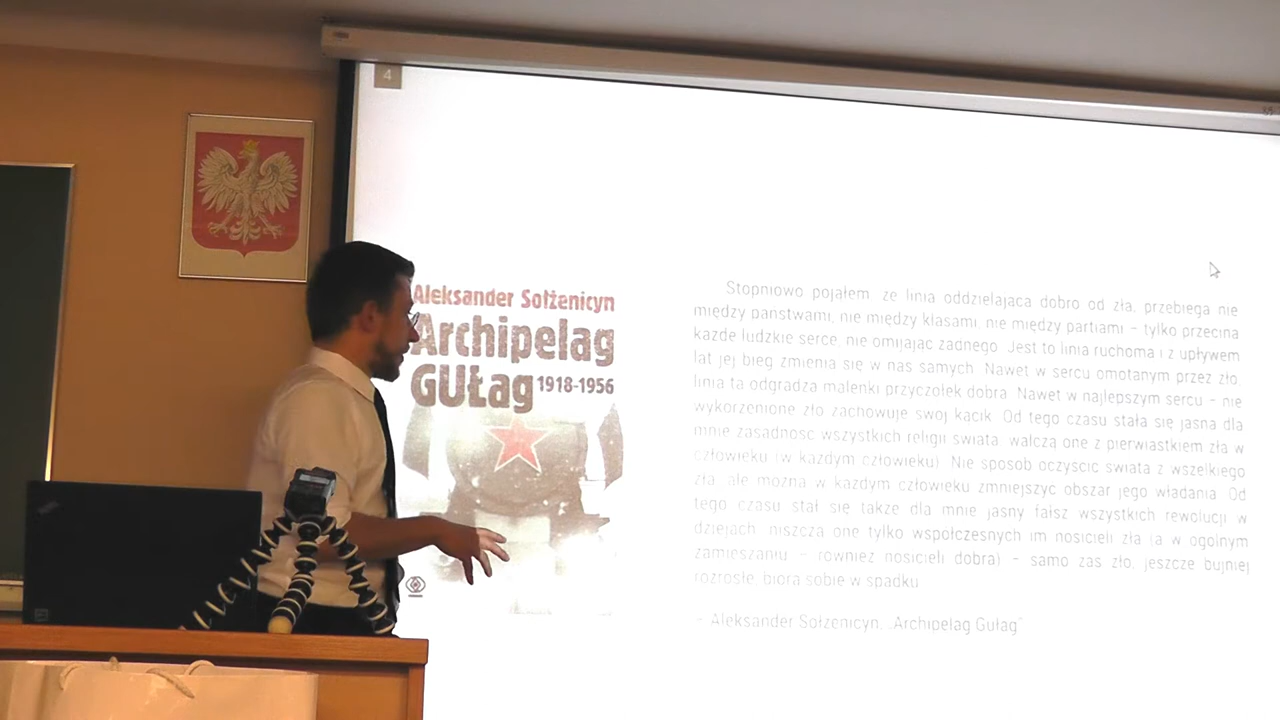 4
Aleksander Sołżenicyn
Archipelag
GUŁag 1918-1956
Stopniowo pojąłem, że linia oddzielająca dobro od zła, przebiega nie
między państwami, nie między klasami, nie między partiami – tylko przecina
każde ludzkie serce, nie omijając żadnego. Jest to linia ruchoma i z upływem
lat jej bieg zmienia się w nas samych. Nawet w sercu omotanym przez zło,
linia ta odgradza maleńki przyczółek dobra. Nawet w najlepszym sercu – nie
wykorzenione zło zachowuje swój kącik. Od tego czasu stała się jasna dla
mnie zasadność wszystkich religii świata: walczą one z pierwiastkiem zła w
człowieku (w każdym człowieku). Nie sposób oczyścić świata z wszelkiego
zła, ale można w każdym człowieku zmniejszyć obszar jego władania. Od
tego czasu stał się także dla mnie jasny fałsz wszystkich rewolucji w
dziejach: niszczą one tylko współczesnych im nosicieli zła (a w ogólnym
zamieszaniu – również nosicieli dobra) – samo zaś zło, jeszcze bujniej
rozrosłe, biorą sobie w spadku.
– Aleksander Sołżenicyn, „Archipelag Gułag”